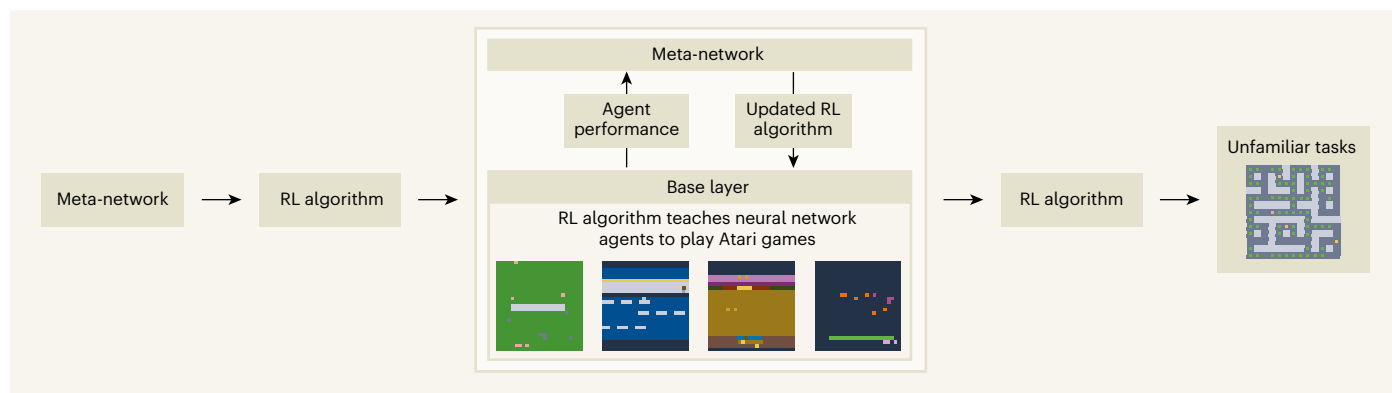 Meta-network
RL algorithm
Meta-network
Agent
performance
Updated RL
algorithm
Base layer
RL algorithm teaches neural network
agents to play Atari games
RL algorithm
Unfamiliar tasks